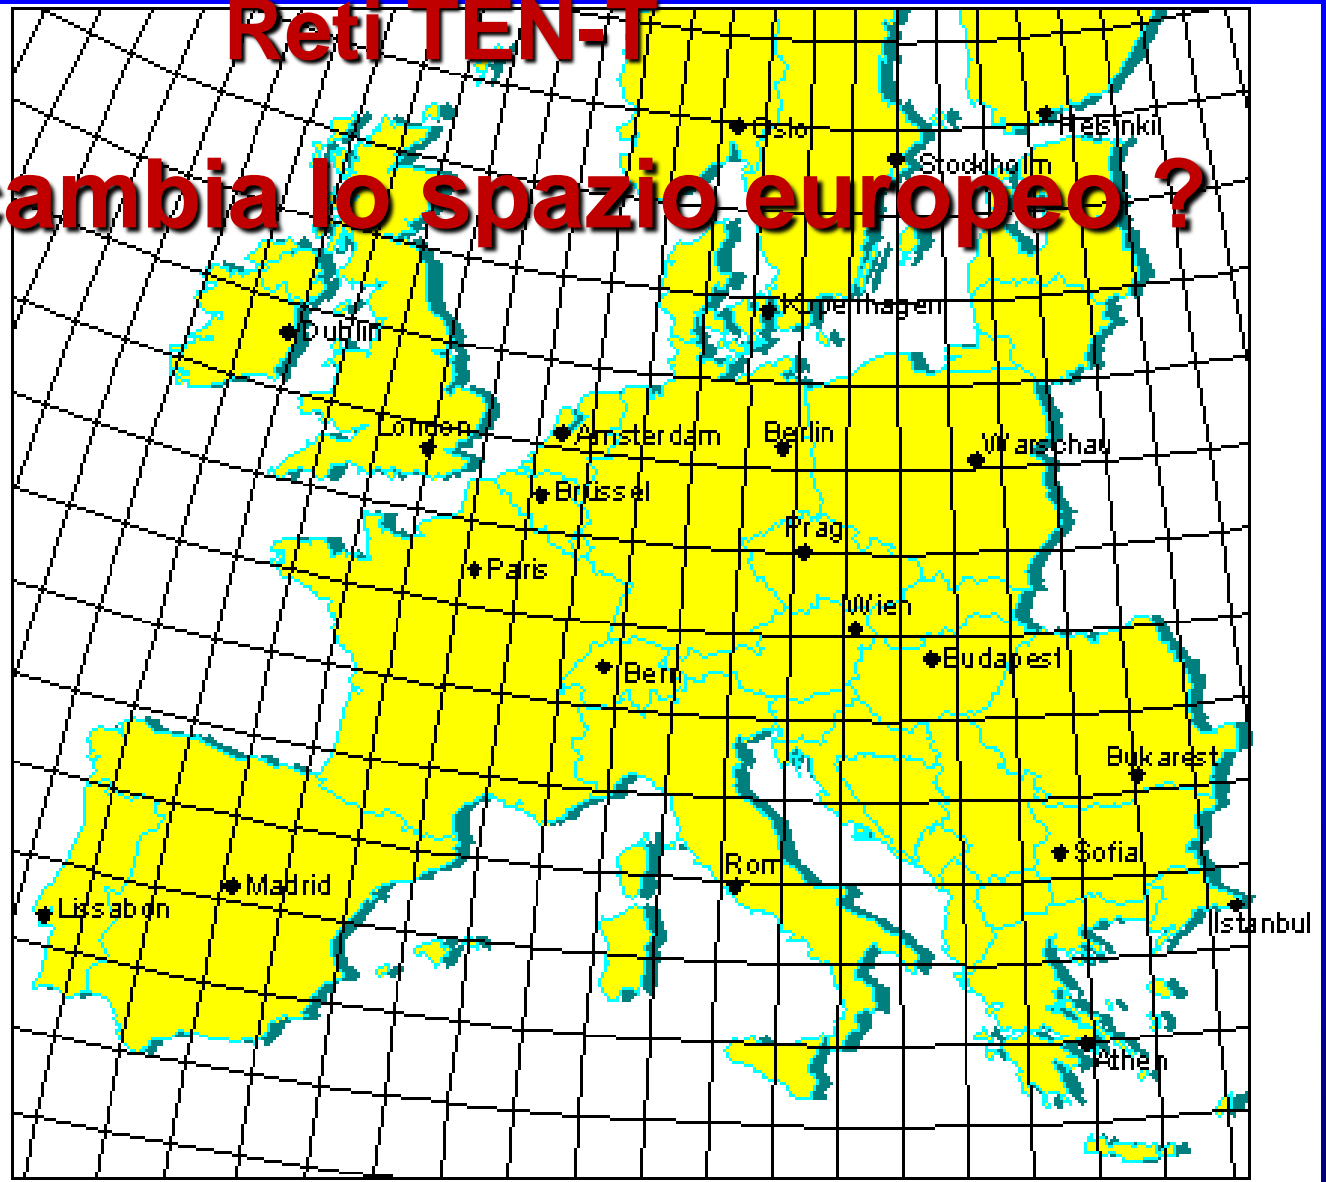 Reti TEN-T
cambia lo spazio europeo ?
Oslo
Helsinki
Stockholm
Kopenhagen
Dublin
London
Amsterdam
Berlin
Warschau
Brüssel
Prag
Paris
Wien
Bern
Budapest
Bukarest
Sofia
Rom
Madrid
Lissabon
Istanbul
Athen